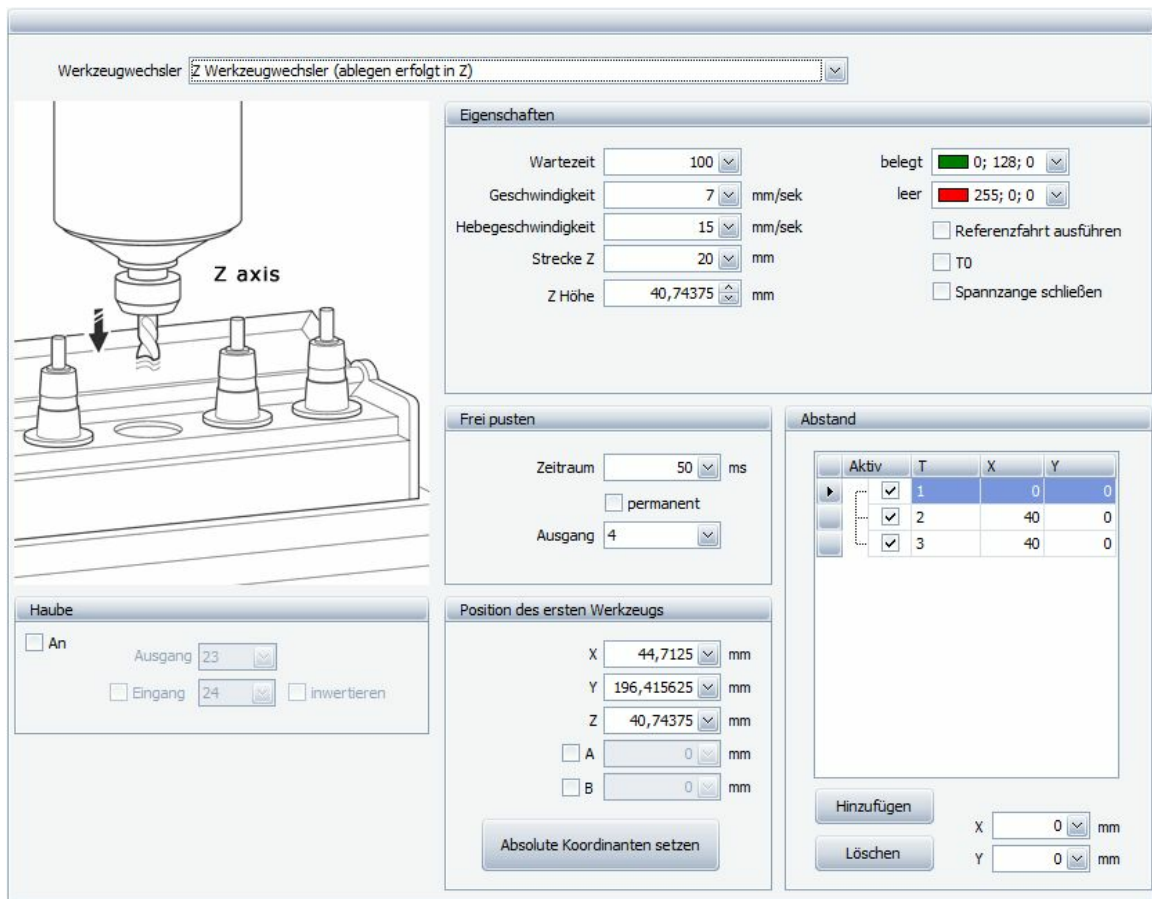 Werkzeugwechsler Z Werkzeugwechsler (ablegen erfolgt in Z)
Z axis
Eigenschaften
Wartezeit 100
Geschwindigkeit 7 mm/sek
Hebegeschwindigkeit 15 mm/sek
Strecke Z 20 mm
Z Höhe 40,74375 mm
belegt 0; 128; 0
leer 255; 0; 0
Referenzfahrt ausführen
T0
Spannzange schließen
Frei pusten
Zeitraum 50 ms
permanent
Ausgang 4
Abstand
Aktiv T X Y
1 0 0
2 40 0
3 40 0
Hinzufügen
Löschen
X 0 mm
Y 0 mm
Haube
An
Ausgang 23
Eingang 24 inwertieren
Position des ersten Werkzeugs
X 44,7125 mm
Y 196,415625 mm
Z 40,74375 mm
A 0 mm
B 0 mm
Absolute Koordinanten setzen